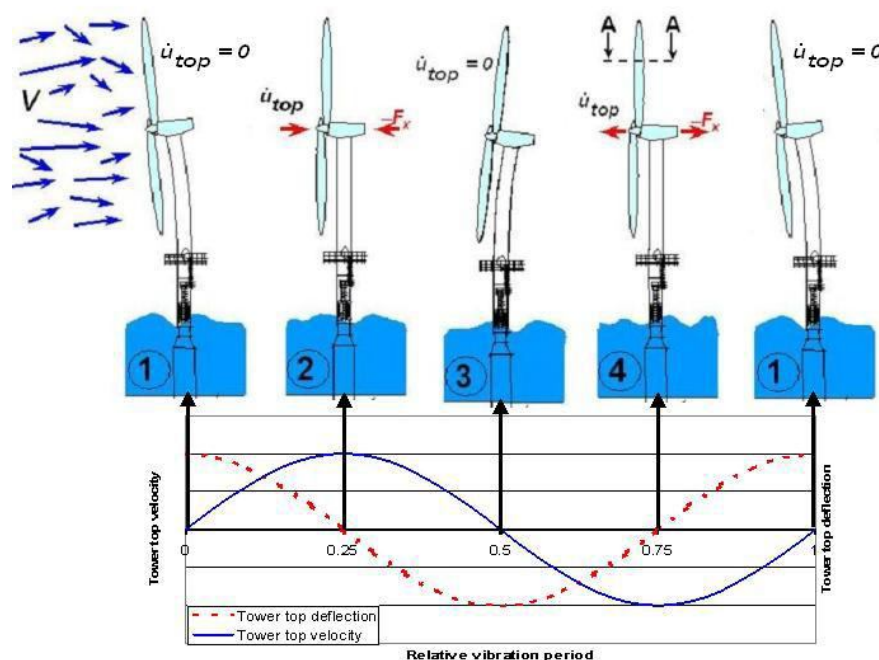 V
u̇top = 0
u̇top
–Fx
u̇top = 0
A A
u̇top
–Fx
u̇top = 0
1
2
3
4
1
Tower top velocity
Tower top deflection
0
0.25
0.5
0.75
1
Tower top deflection
Tower top velocity
Relative vibration period